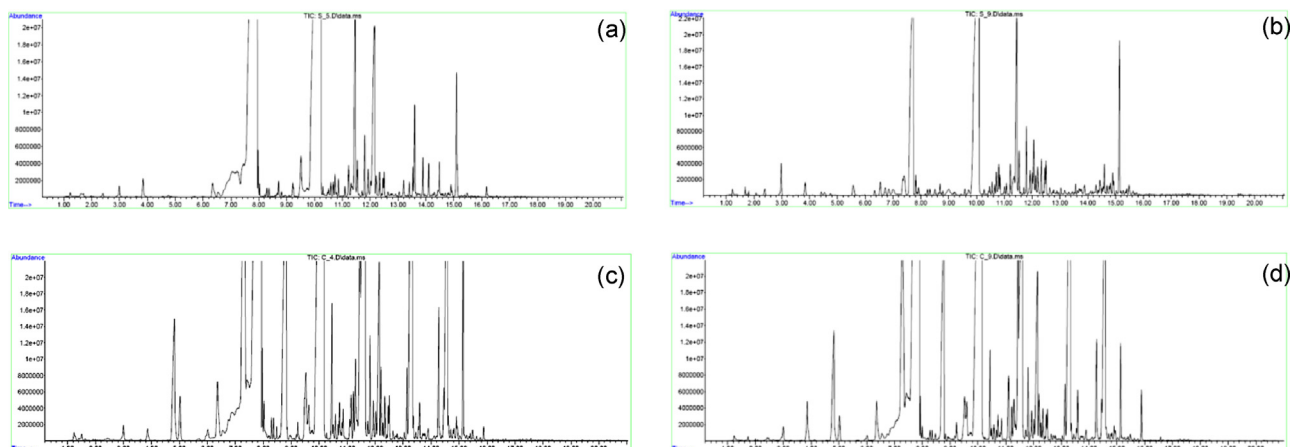 Abundance
TIC: S_5.D\data.ms
(a)
2e+07
1.8e+07
1.6e+07
1.4e+07
1.2e+07
1e+07
8000000
6000000
4000000
2000000
1.00 2.00 3.00 4.00 5.00 6.00 7.00 8.00 9.00 10.00 11.00 12.00 13.00 14.00 15.00 16.00 17.00 18.00 19.00 20.00
Time-->
Abundance
TIC: S_9.D\data.ms
(b)
2.2e+07
2e+07
1.8e+07
1.6e+07
1.4e+07
1.2e+07
1e+07
8000000
6000000
4000000
2000000
1.00 2.00 3.00 4.00 5.00 6.00 7.00 8.00 9.00 10.00 11.00 12.00 13.00 14.00 15.00 16.00 17.00 18.00 19.00 20.00
Time-->
Abundance
TIC: C_4.D\data.ms
(c)
2e+07
1.8e+07
1.6e+07
1.4e+07
1.2e+07
1e+07
8000000
6000000
4000000
2000000
Abundance
TIC: C_9.D\data.ms
(d)
2e+07
1.8e+07
1.6e+07
1.4e+07
1.2e+07
1e+07
8000000
6000000
4000000
2000000